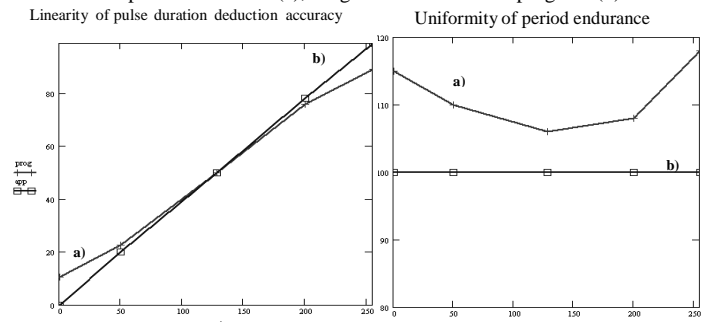 Linearity of pulse duration deduction accuracy
b)
80
60
prog
app
40
20
a)
0
0 50 100 150 200 250
Uniformity of period endurance
120
a)
110
100
b)
90
80
0 50 100 150 200 250